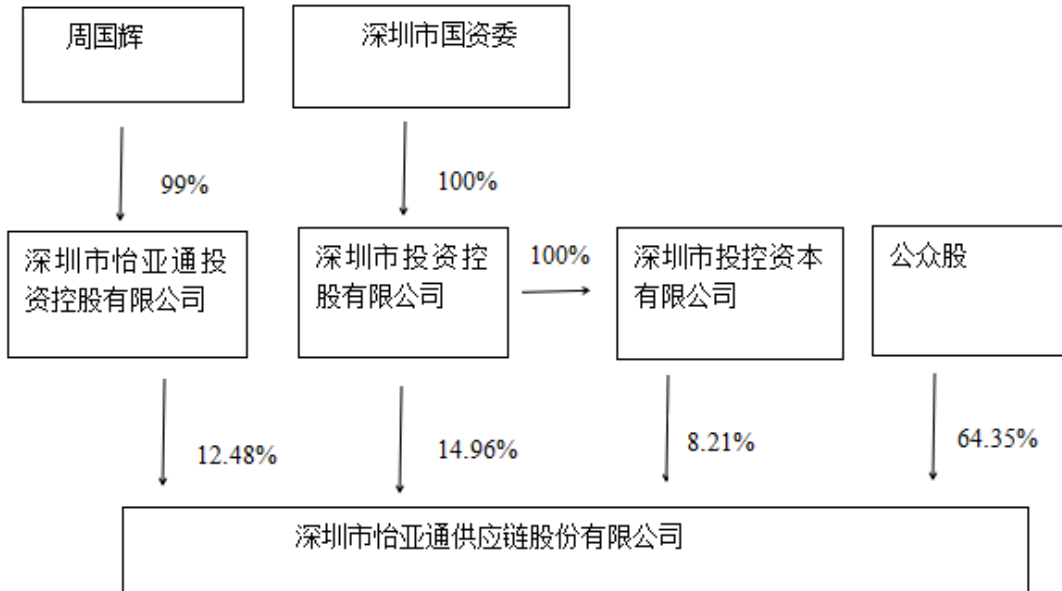 周国辉
深圳市国资委
99%
100%
深圳市怡亚通投
资控股有限公司
深圳市投资控
股有限公司
100%
深圳市投控资本
有限公司
公众股
12.48%
14.96%
8.21%
64.35%
深圳市怡亚通供应链股份有限公司